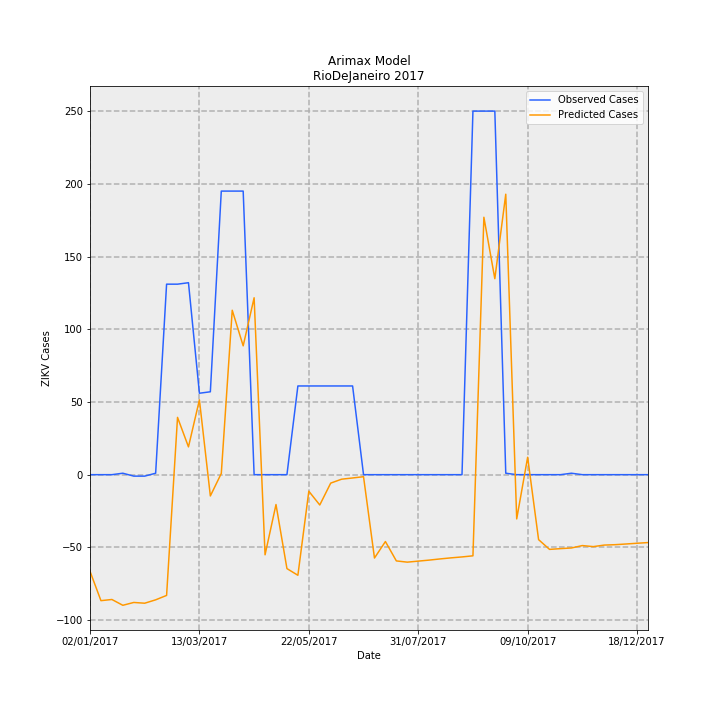 Arimax Model
RioDeJaneiro 2017
Observed Cases
Predicted Cases
ZIKV Cases
250
200
150
100
50
0
−50
−100
02/01/2017 13/03/2017 22/05/2017 31/07/2017 09/10/2017 18/12/2017
Date